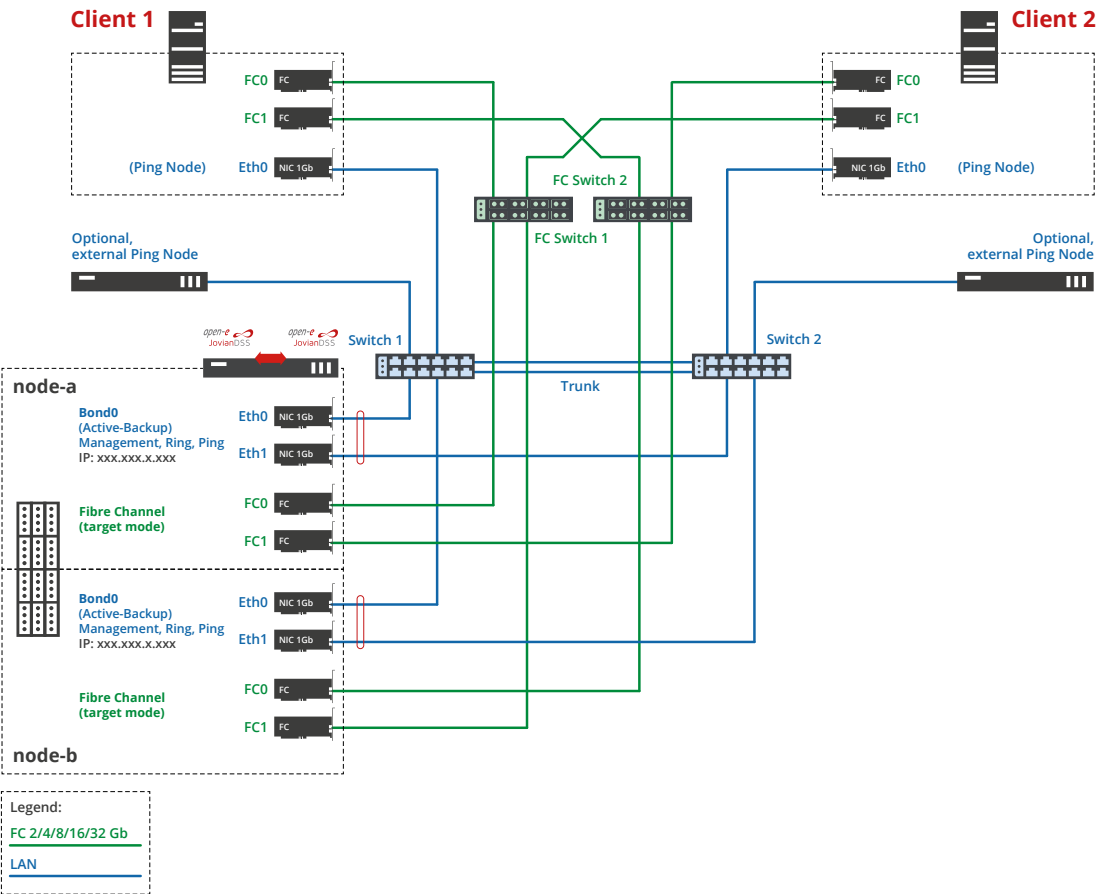 Client 1
Client 2
FC0
FC
FC
FC0
FC1
FC
FC
FC1
(Ping Node)
Eth0
NIC 1Gb
NIC 1Gb
Eth0
(Ping Node)
FC Switch 2
FC Switch 1
Optional,
external Ping Node
Optional,
external Ping Node
open-e
JovianDSS
open-e
JovianDSS
Switch 1
Switch 2
Trunk
node-a
Bond0
(Active-Backup)
Management, Ring, Ping
IP: xxx.xxx.x.xxx
Eth0
NIC 1Gb
Eth1
NIC 1Gb
Fibre Channel
(target mode)
FC0
FC
FC1
FC
Bond0
(Active-Backup)
Management, Ring, Ping
IP: xxx.xxx.x.xxx
Eth0
NIC 1Gb
Eth1
NIC 1Gb
Fibre Channel
(target mode)
FC0
FC
FC1
FC
node-b
Legend:
FC 2/4/8/16/32 Gb
LAN